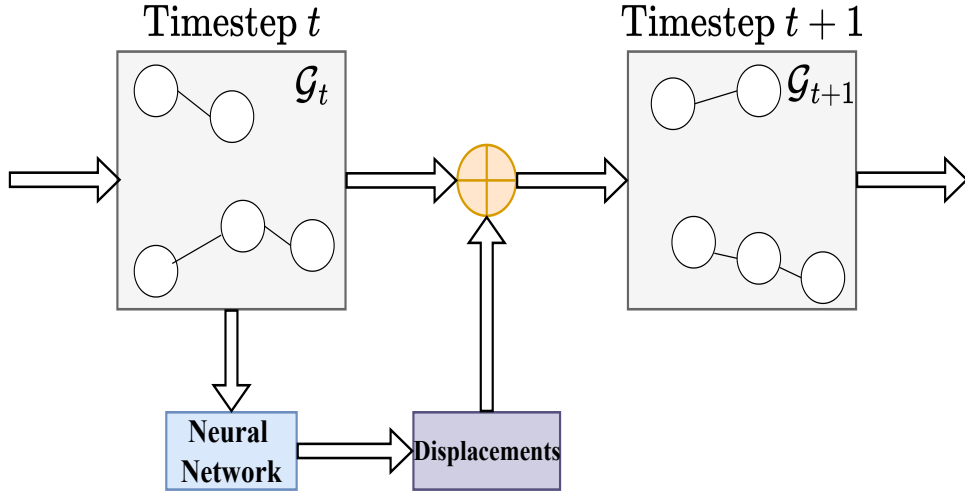 Timestep t
Timestep t + 1
𝒢ₜ
𝒢ₜ₊₁
Neural
Network
Displacements